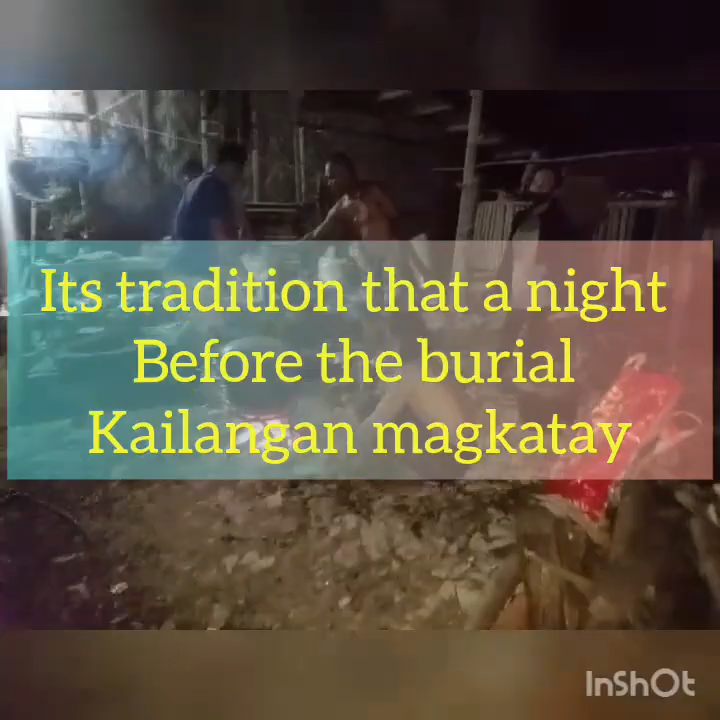 Its tradition that a night
Before the burial
Kailangan magkatay
InShOt